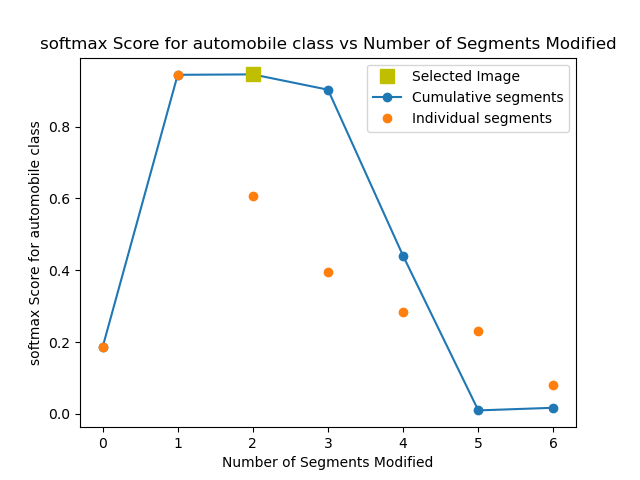 softmax Score for automobile class vs Number of Segments Modified
Selected Image
Cumulative segments
Individual segments
softmax Score for automobile class
0.8
0.6
0.4
0.2
0.0
0 1 2 3 4 5 6
Number of Segments Modified